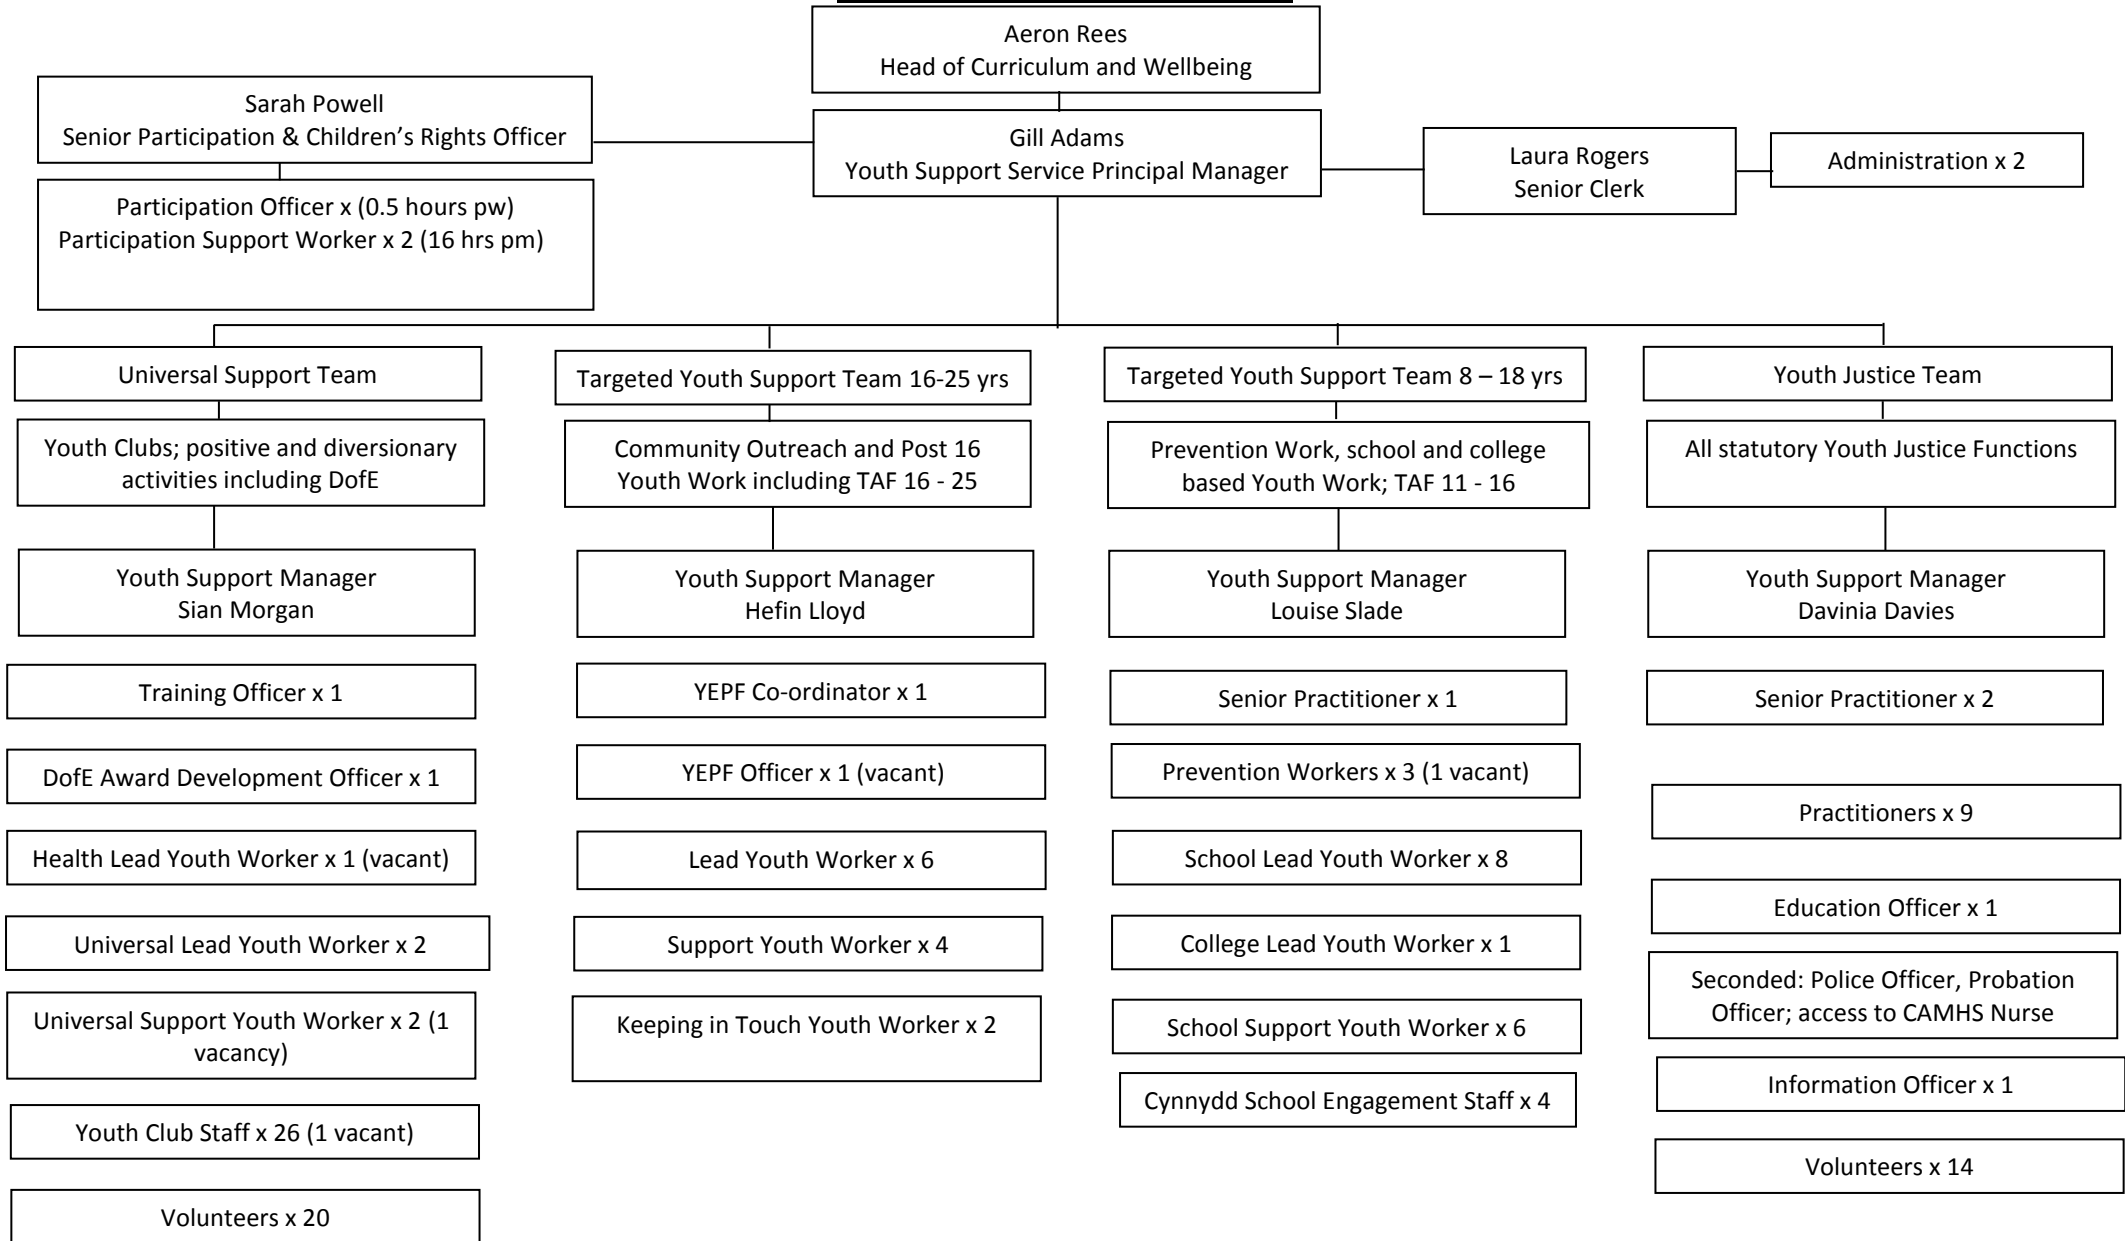 Aeron Rees
Head of Curriculum and Wellbeing
Sarah Powell
Senior Participation & Children’s Rights Officer
Gill Adams
Youth Support Service Principal Manager
Laura Rogers
Senior Clerk
Administration x 2
Participation Officer x (0.5 hours pw)
Participation Support Worker x 2 (16 hrs pm)
Universal Support Team
Youth Clubs; positive and diversionary
activities including DofE
Youth Support Manager
Sian Morgan
Training Officer x 1
DofE Award Development Officer x 1
Health Lead Youth Worker x 1 (vacant)
Universal Lead Youth Worker x 2
Universal Support Youth Worker x 2 (1
vacancy)
Youth Club Staff x 26 (1 vacant)
Volunteers x 20
Targeted Youth Support Team 16-25 yrs
Community Outreach and Post 16
Youth Work including TAF 16 - 25
Youth Support Manager
Hefin Lloyd
YEPF Co-ordinator x 1
YEPF Officer x 1 (vacant)
Lead Youth Worker x 6
Support Youth Worker x 4
Keeping in Touch Youth Worker x 2
Targeted Youth Support Team 8 – 18 yrs
Prevention Work, school and college
based Youth Work; TAF 11 - 16
Youth Support Manager
Louise Slade
Senior Practitioner x 1
Prevention Workers x 3 (1 vacant)
School Lead Youth Worker x 8
College Lead Youth Worker x 1
School Support Youth Worker x 6
Cynnydd School Engagement Staff x 4
Youth Justice Team
All statutory Youth Justice Functions
Youth Support Manager
Davinia Davies
Senior Practitioner x 2
Practitioners x 9
Education Officer x 1
Seconded: Police Officer, Probation
Officer; access to CAMHS Nurse
Information Officer x 1
Volunteers x 14